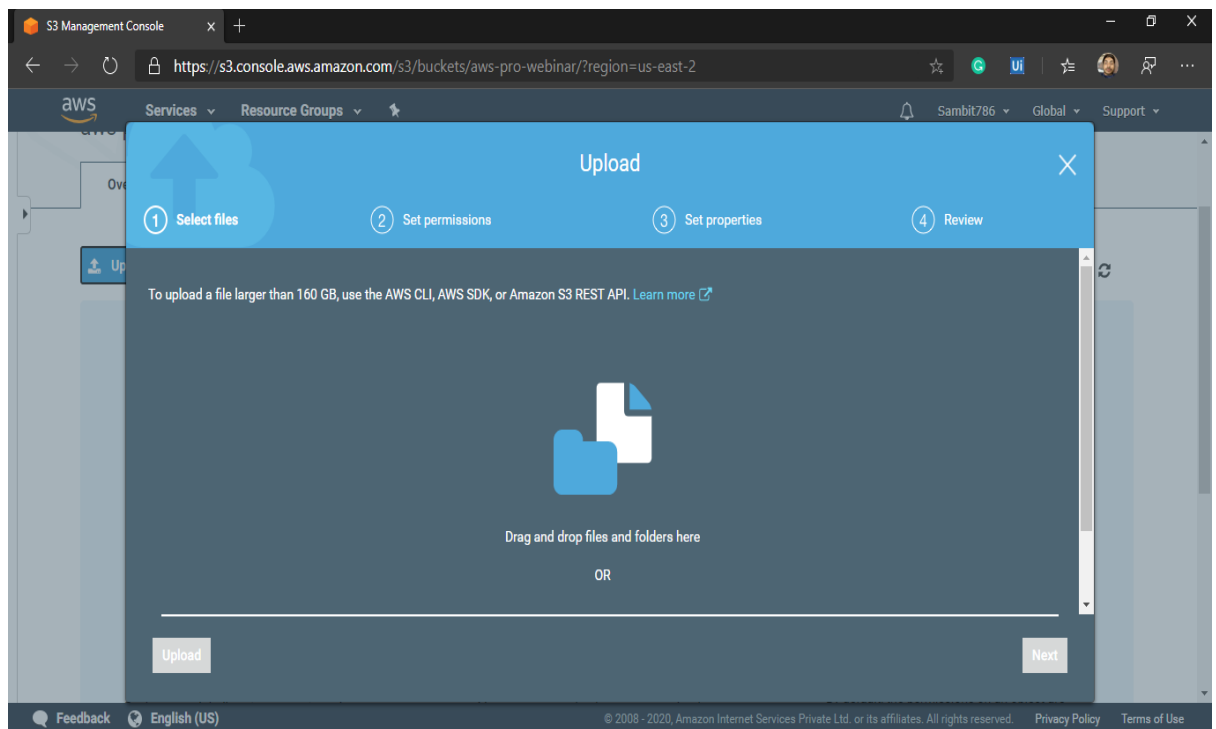 S3 Management Console
https://s3.console.aws.amazon.com/s3/buckets/aws-pro-webinar/?region=us-east-2
G
Ui
aws
Services
Resource Groups
Sambit786
Global
Support
Upload
1 Select files
2 Set permissions
3 Set properties
4 Review
Ove
Up
To upload a file larger than 160 GB, use the AWS CLI, AWS SDK, or Amazon S3 REST API. Learn more
Drag and drop files and folders here
OR
Upload
Next
Feedback
English (US)
© 2008 - 2020, Amazon Internet Services Private Ltd. or its affiliates. All rights reserved.
Privacy Policy
Terms of Use